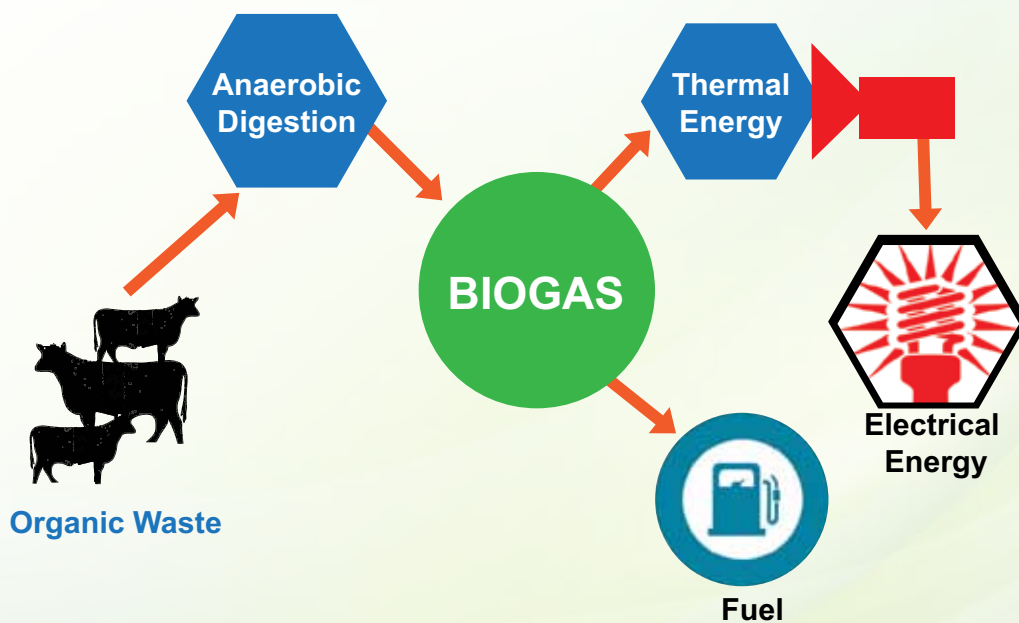 Anaerobic
Digestion
Thermal
Energy
BIOGAS
Electrical
Energy
Organic Waste
Fuel